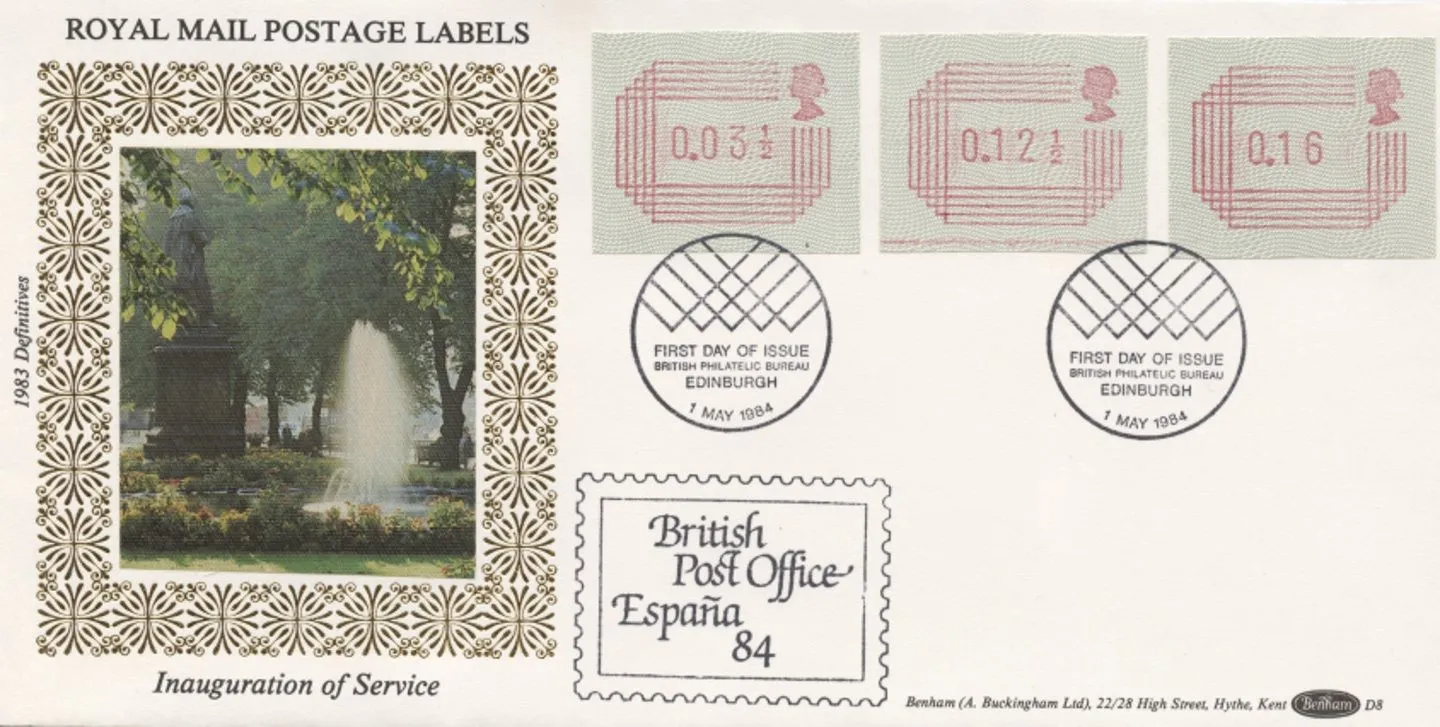 ROYAL MAIL POSTAGE LABELS
1983 Definitives
Inauguration of Service
0.03½
0.12½
0.16
FIRST DAY OF ISSUE
BRITISH PHILATELIC BUREAU
EDINBURGH
1 MAY 1984
FIRST DAY OF ISSUE
BRITISH PHILATELIC BUREAU
EDINBURGH
1 MAY 1984
British
Post Office
España
84
Benham (A. Buckingham Ltd), 22/28 High Street, Hythe, Kent Benham D8